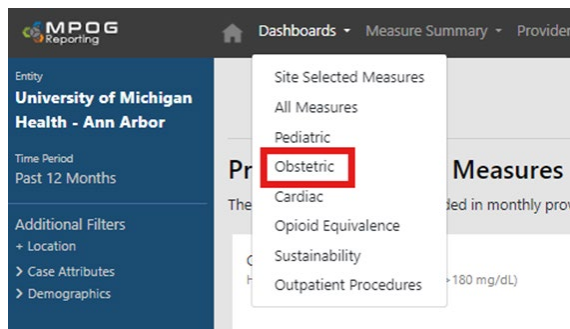 MPOG
Reporting
Dashboards
Measure Summary
Provider
Entity
University of Michigan
Health - Ann Arbor
Time Period
Past 12 Months
Additional Filters
+ Location
> Case Attributes
> Demographics
Site Selected Measures
All Measures
Pediatric
Obstetric
Cardiac
Opioid Equivalence
Sustainability
Outpatient Procedures
Pr
Measures
The
ded in monthly pro
>180 mg/dL)